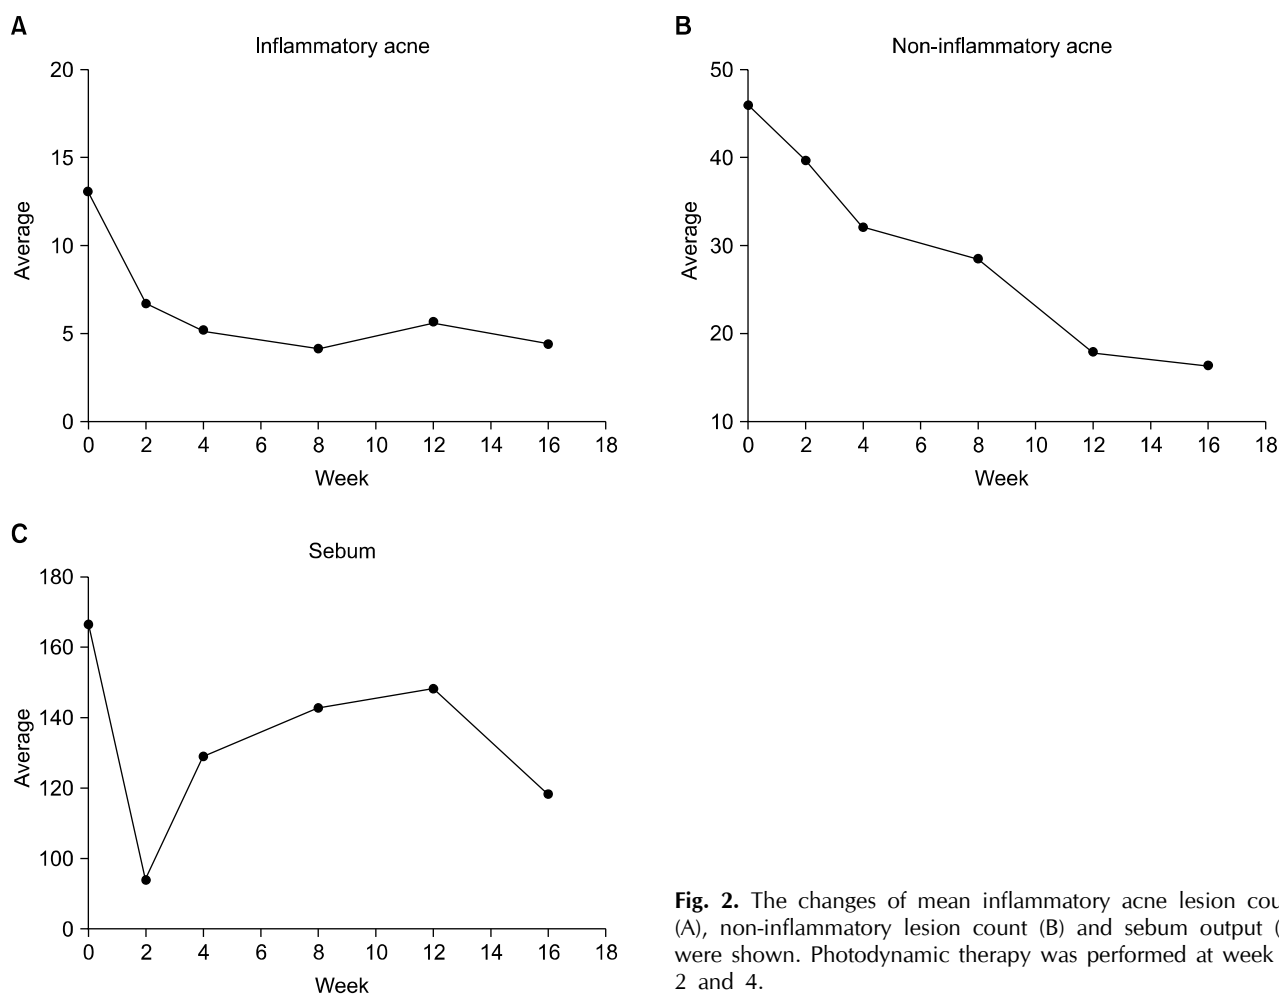 A
Inflammatory acne
20
15
10
5
0
Average
0 2 4 6 8 10 12 14 16 18
Week
B
Non-inflammatory acne
50
40
30
20
10
Average
0 2 4 6 8 10 12 14 16 18
Week
C
Sebum
180
160
140
120
100
0
Average
0 2 4 6 8 10 12 14 16 18
Week
Fig. 2. The changes of mean inflammatory acne lesion cou
(A), non-inflammatory lesion count (B) and sebum output (
were shown. Photodynamic therapy was performed at week
2 and 4.